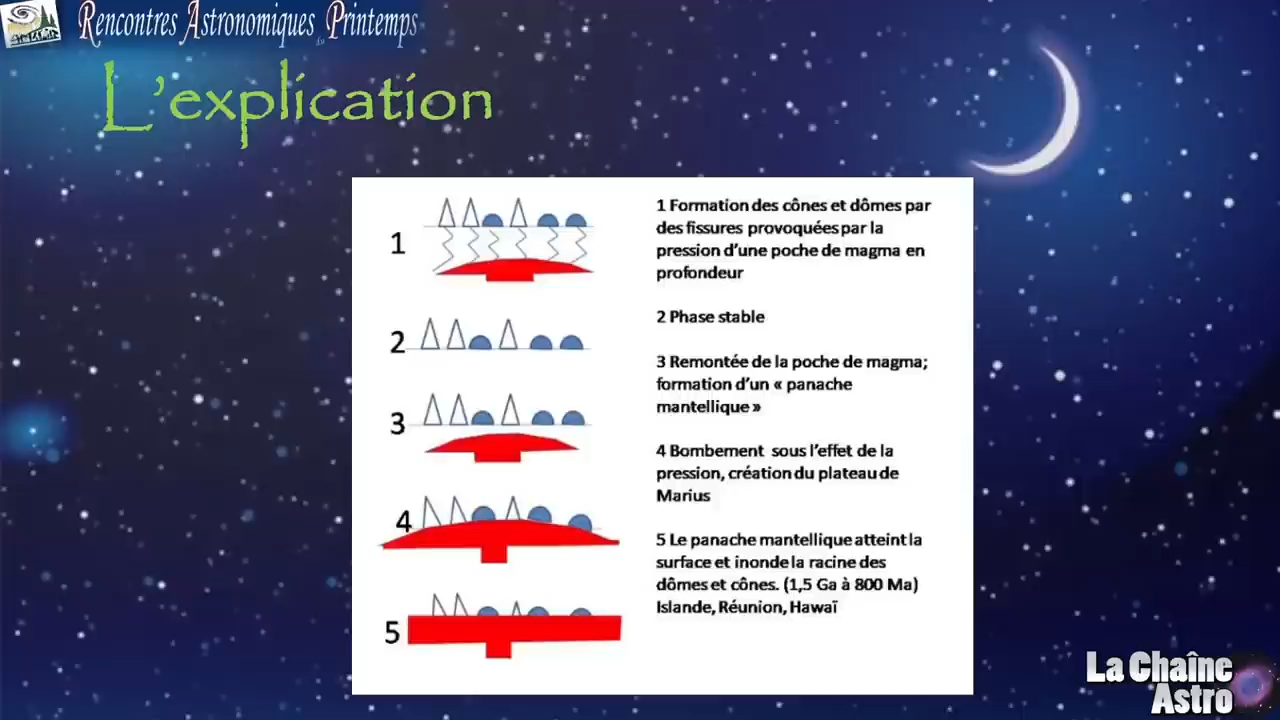 Rencontres Astronomiques du Printemps
L'explication
1
1 Formation des cônes et dômes par
des fissures provoquées par la
pression d'une poche de magma en
profondeur
2
2 Phase stable
3
3 Remontée de la poche de magma;
formation d'un « panache
mantellique »
4
4 Bombement sous l'effet de la
pression, création du plateau de
Marius
5
5 Le panache mantellique atteint la
surface et inonde la racine des
dômes et cônes. (1,5 Ga à 800 Ma)
Islande, Réunion, Hawaï
La Chaîne
Astro